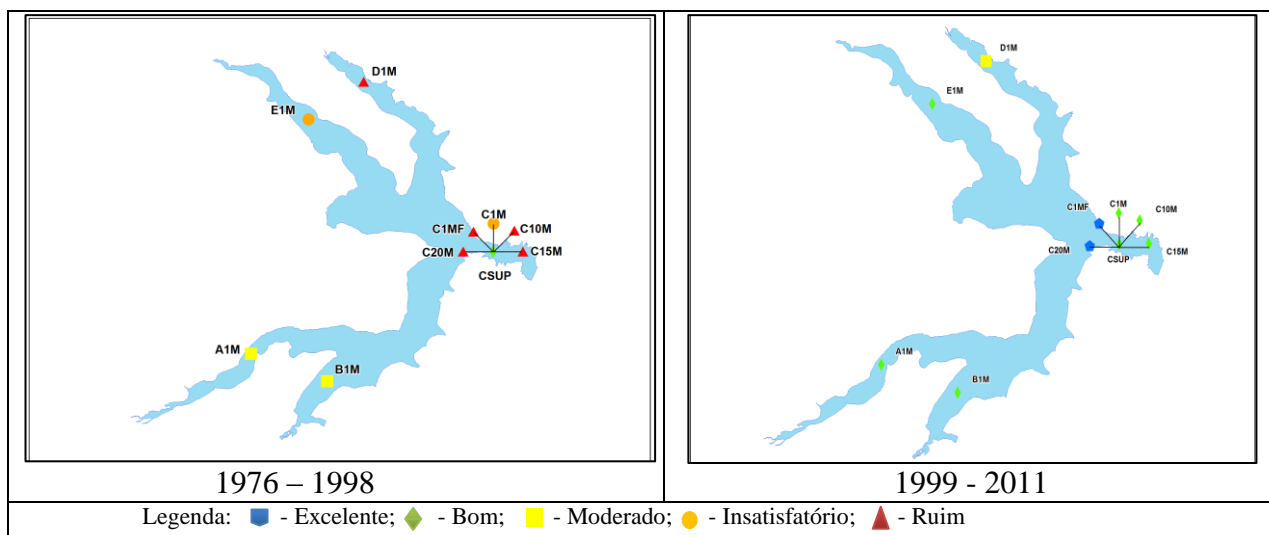 D1M
E1M
C1M
C1MF
C10M
C20M
C15M
CSUP
A1M
B1M
1976 – 1998
D1M
E1M
C1M
C1MF
C10M
C20M
C15M
CSUP
A1M
B1M
1999 - 2011
Legenda: - Excelente; - Bom; - Moderado; - Insatisfatório; - Ruim